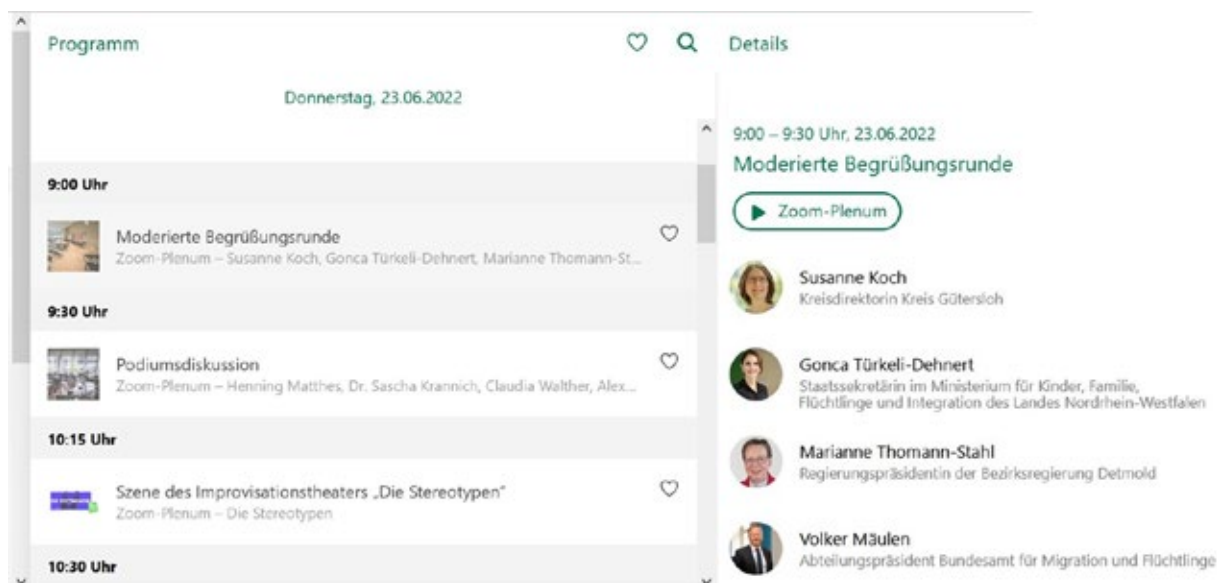 Programm
Donnerstag, 23.06.2022
9:00 Uhr
Moderierte Begrüßungsrunde
Zoom-Plenum – Susanne Koch, Gonca Türkeli-Dehnert, Marianne Thomann-St...
9:30 Uhr
Podiumsdiskussion
Zoom-Plenum – Henning Matthes, Dr. Sascha Krannich, Claudia Walther, Alex...
10:15 Uhr
Szene des Improvisationstheaters „Die Stereotypen“
Zoom-Plenum – Die Stereotypen
10:30 Uhr
Details
9:00 – 9:30 Uhr, 23.06.2022
Moderierte Begrüßungsrunde
Zoom-Plenum
Susanne Koch
Kreisdirektorin Kreis Gütersloh
Gonca Türkeli-Dehnert
Staatssekretärin im Ministerium für Kinder, Familie,
Flüchtlinge und Integration des Landes Nordrhein-Westfalen
Marianne Thomann-Stahl
Regierungspräsidentin der Bezirksregierung Detmold
Volker Mäulen
Abteilungspräsident Bundesamt für Migration und Flüchtlinge